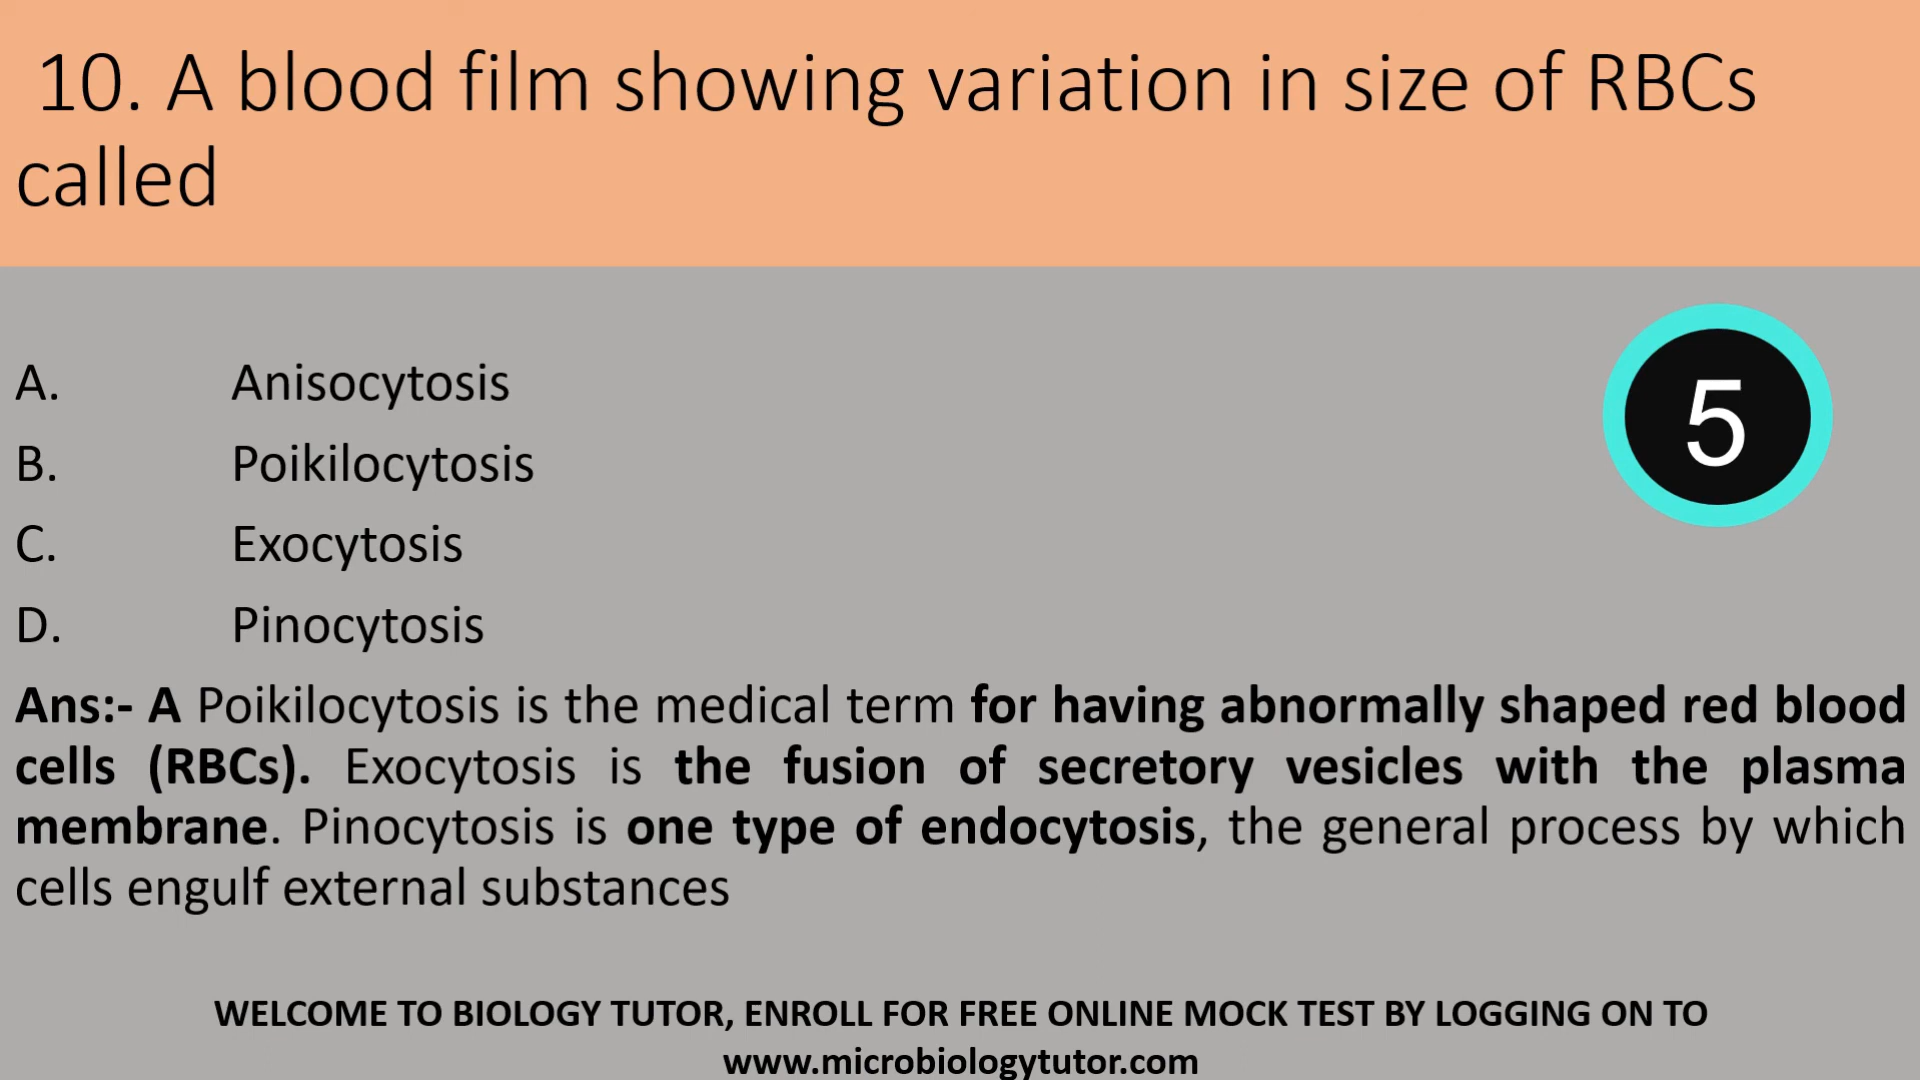 10. A blood film showing variation in size of RBCs
called
5
A. Anisocytosis
B. Poikilocytosis
C. Exocytosis
D. Pinocytosis
Ans:- A Poikilocytosis is the medical term for having abnormally shaped red blood
cells (RBCs). Exocytosis is the fusion of secretory vesicles with the plasma
membrane. Pinocytosis is one type of endocytosis, the general process by which
cells engulf external substances
WELCOME TO BIOLOGY TUTOR, ENROLL FOR FREE ONLINE MOCK TEST BY LOGGING ON TO
www.microbiologytutor.com